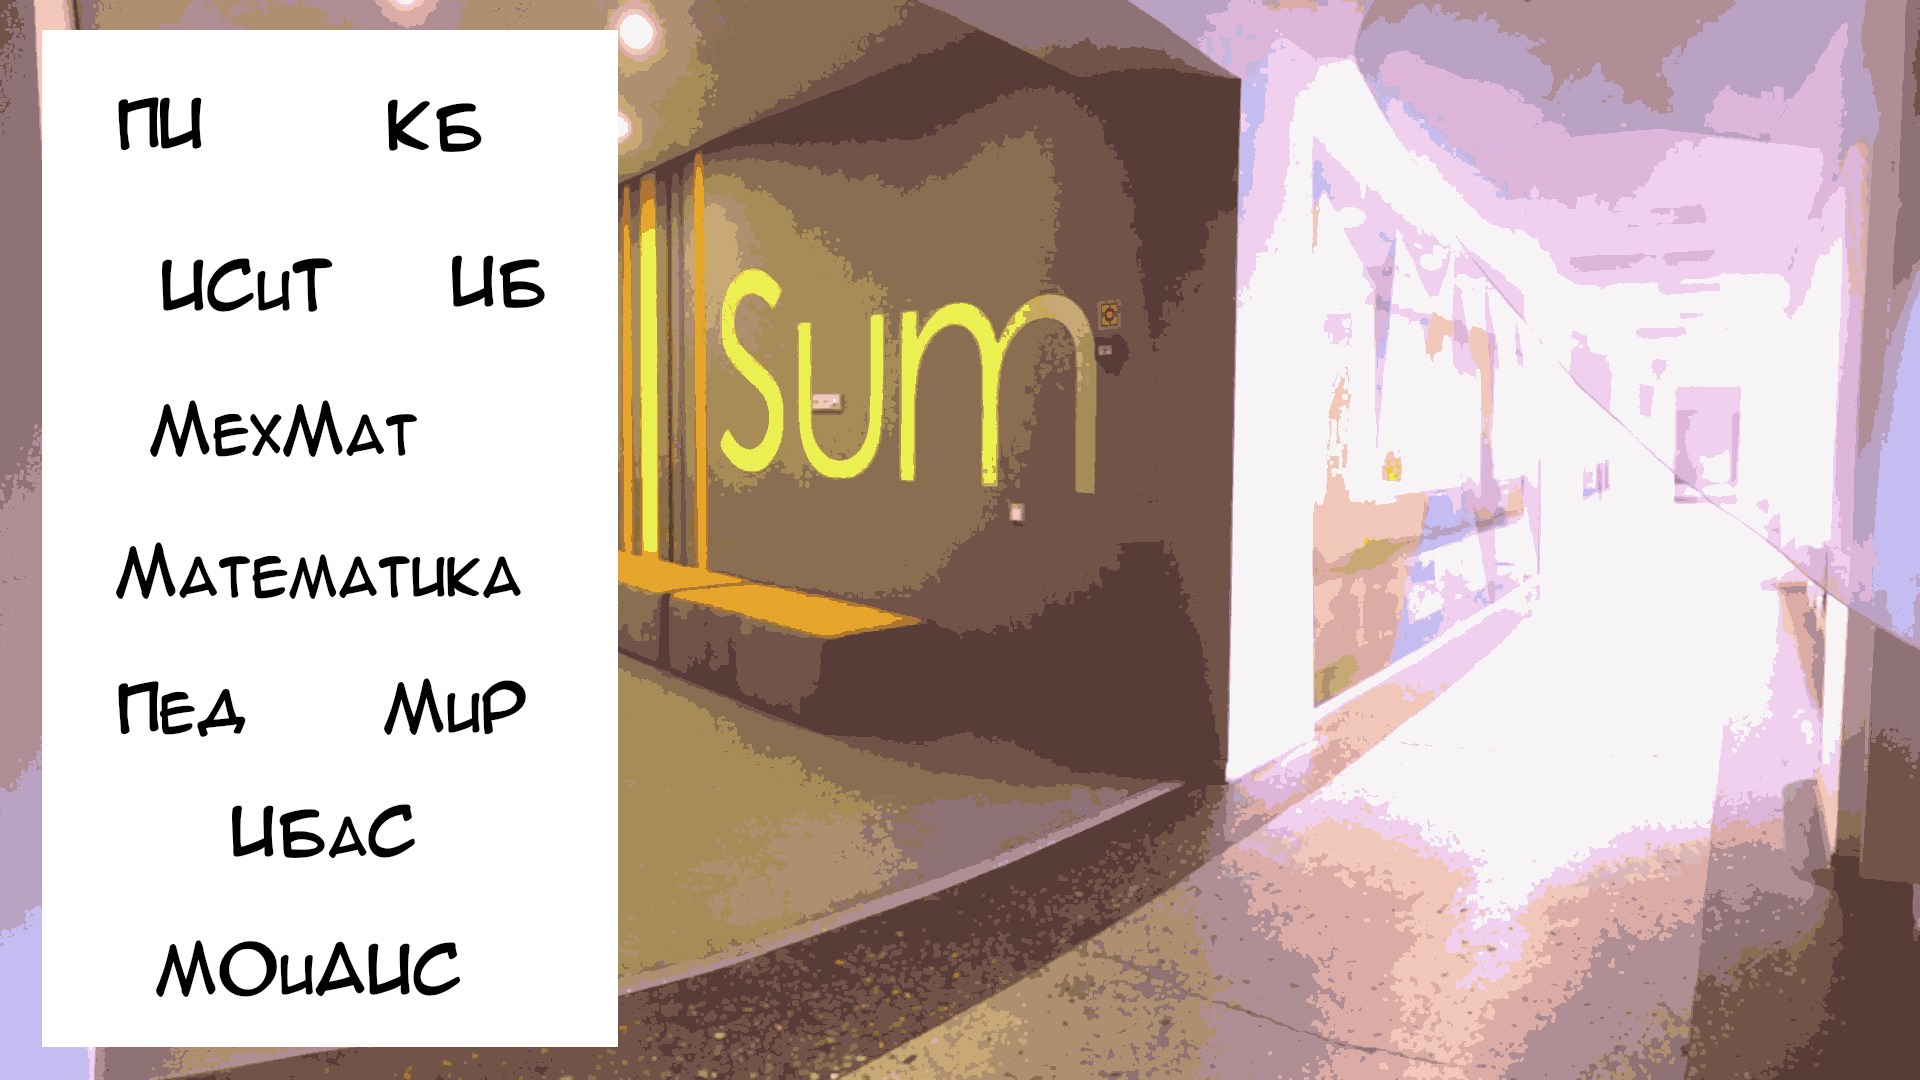 ПИ КБ
ИСиТ ИБ
МехМат
Математика
Пед МиР
ИБаС
МОиАИС
sum